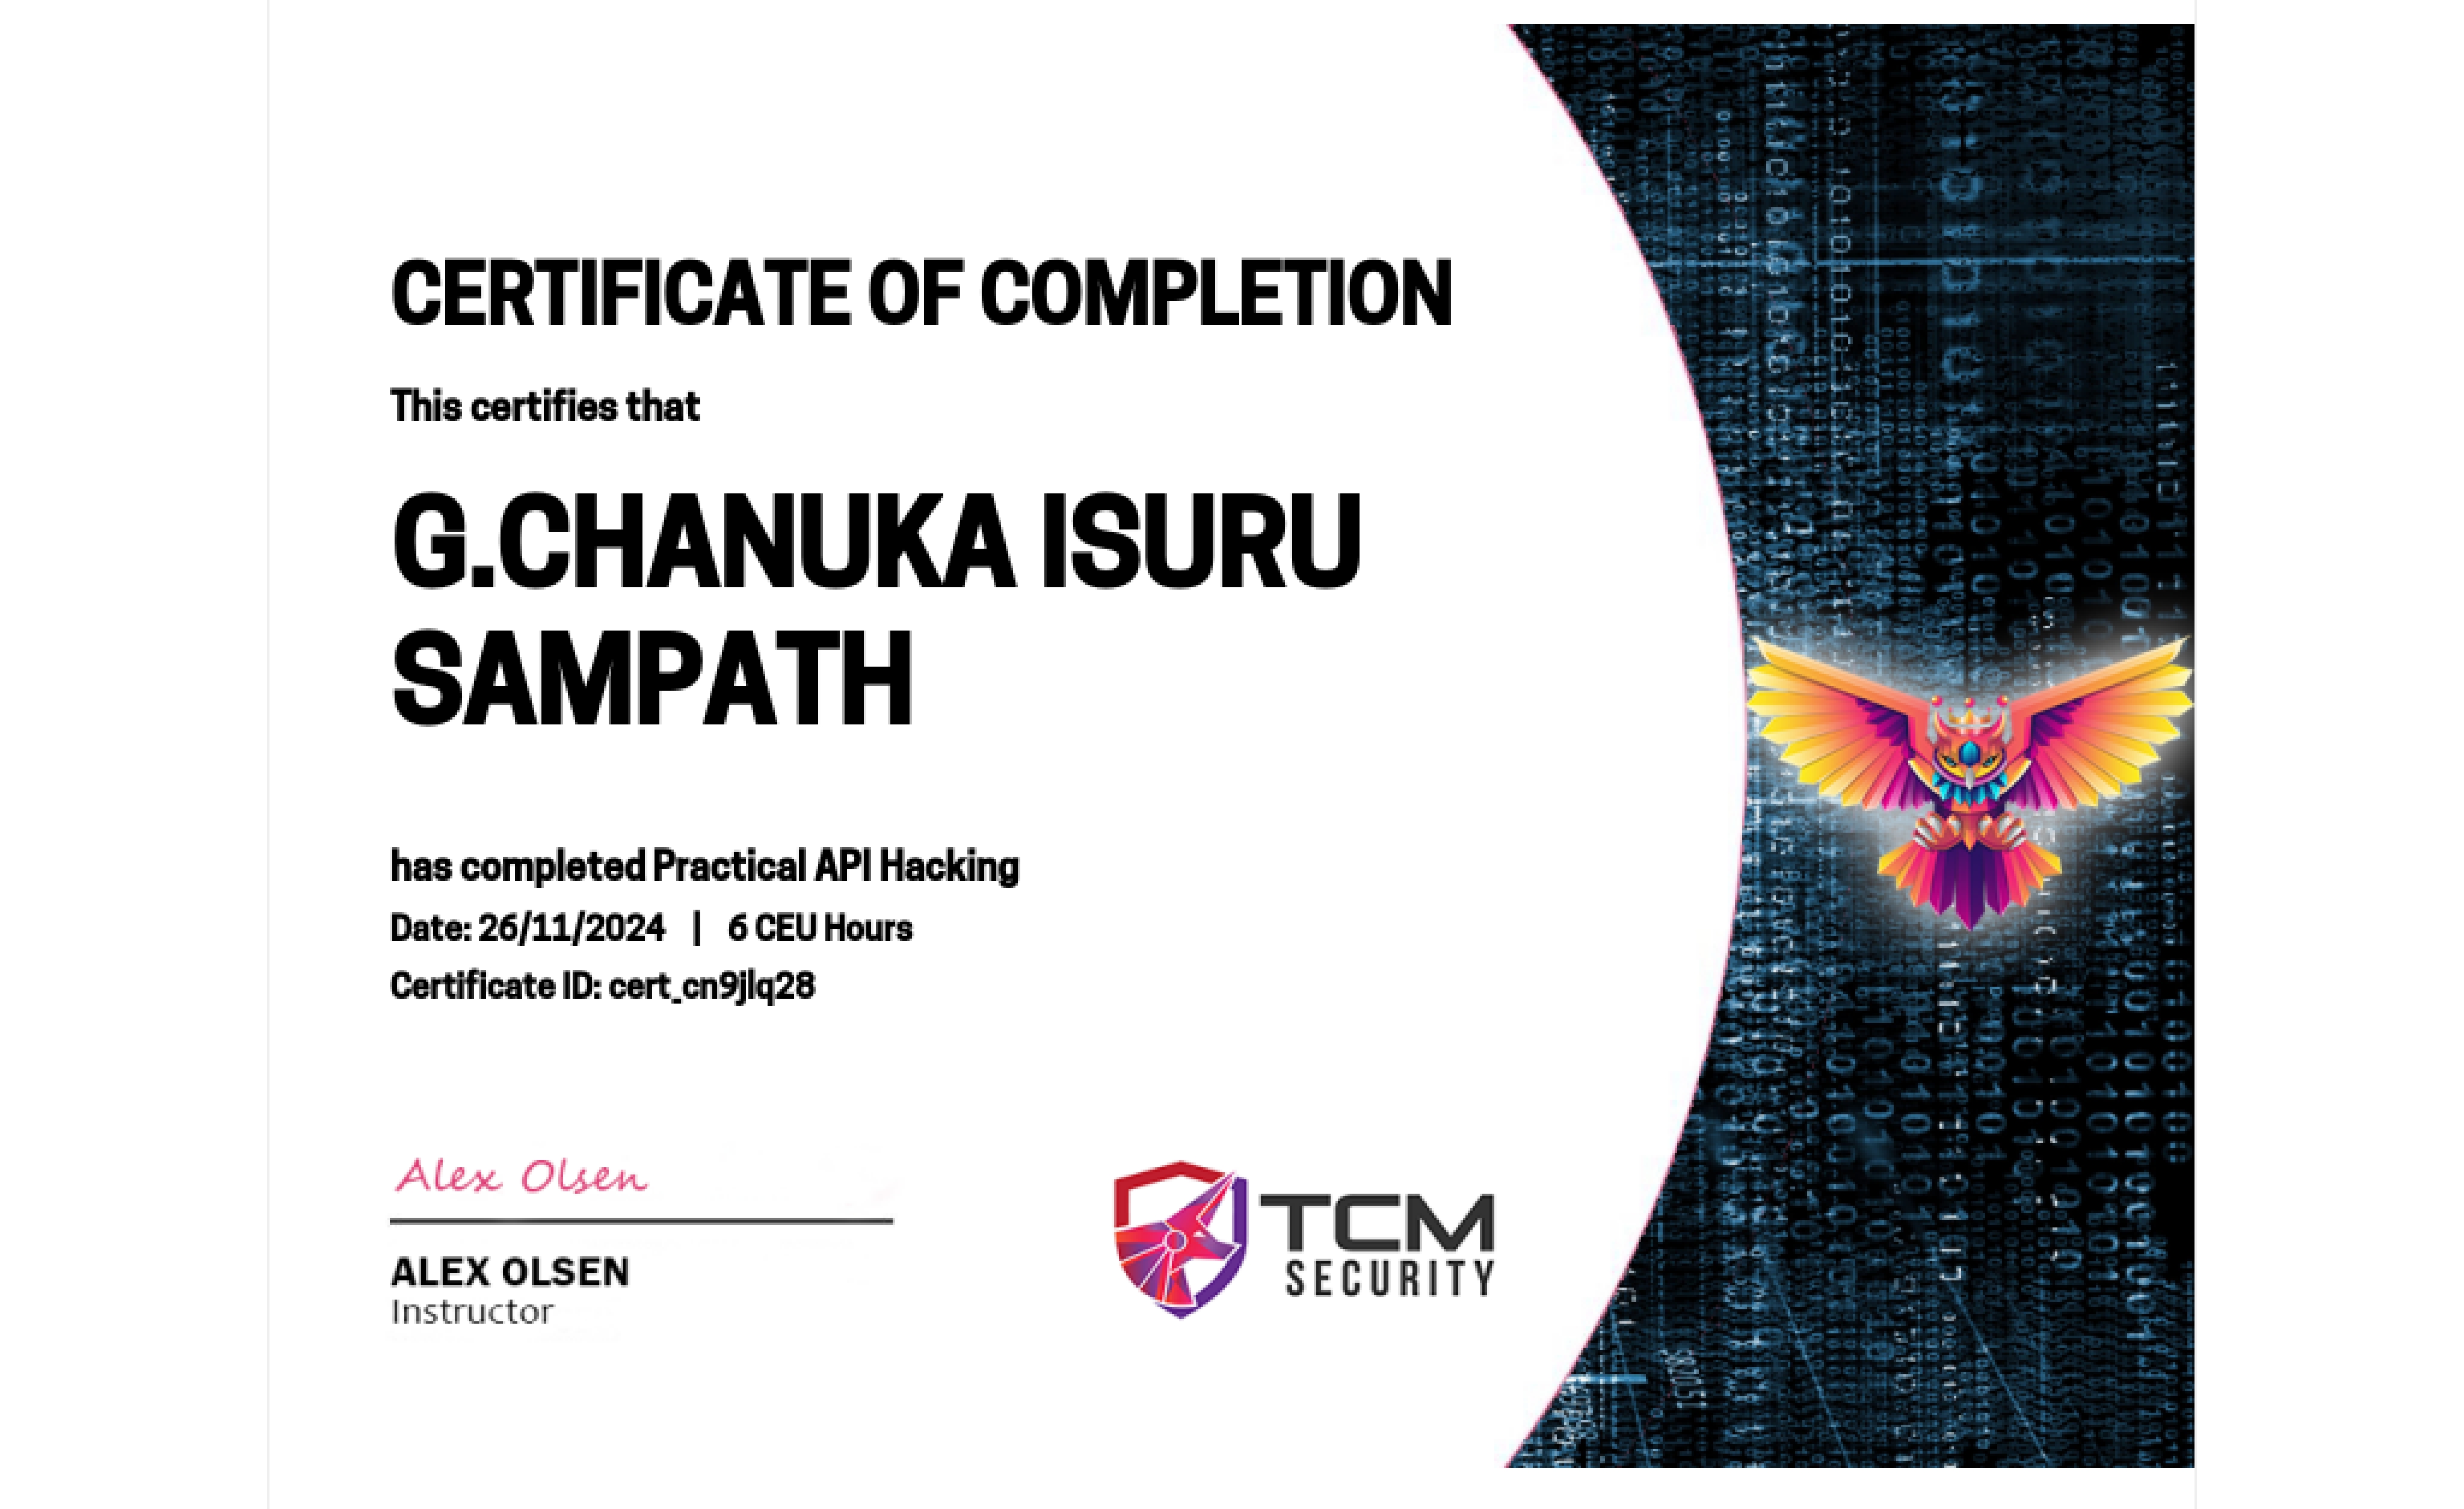 CERTIFICATE OF COMPLETION
This certifies that
G.CHANUKA ISURU
SAMPATH
has completed Practical API Hacking
Date: 26/11/2024 | 6 CEU Hours
Certificate ID: cert_cn9jlq28
Alex Olsen
ALEX OLSEN
Instructor
TCM
SECURITY